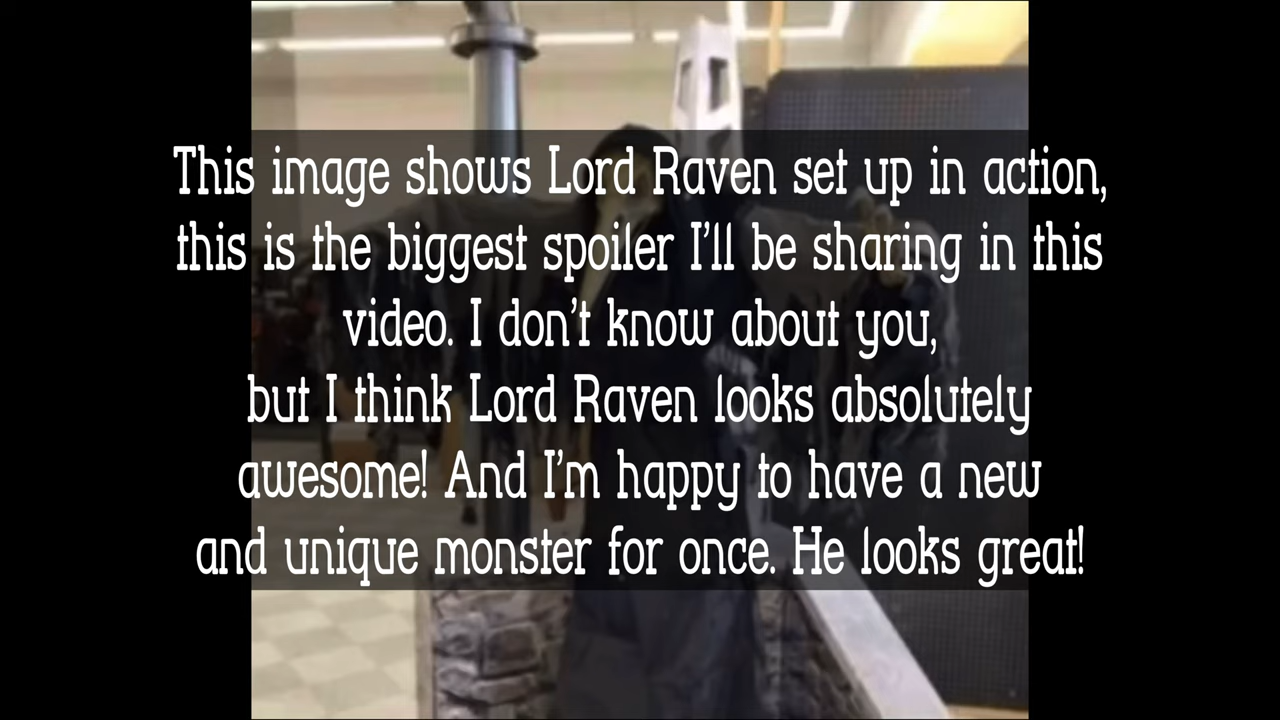 This image shows Lord Raven set up in action,
this is the biggest spoiler I'll be sharing in this
video. I don't know about you,
but I think Lord Raven looks absolutely
awesome! And I'm happy to have a new
and unique monster for once. He looks great!